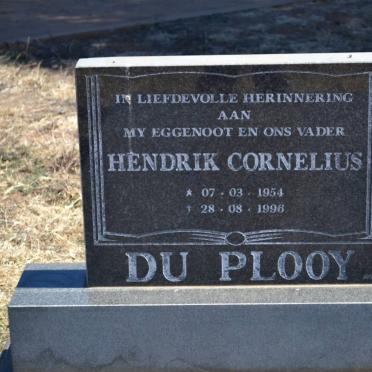 IN LIEFDEVOLLE HERINNERING
AAN
MY EGGENOOT EN ONS VADER
HENDRIK CORNELIUS
★ 07 · 03 · 1954
† 28 · 08 · 1996
DU PLOOY